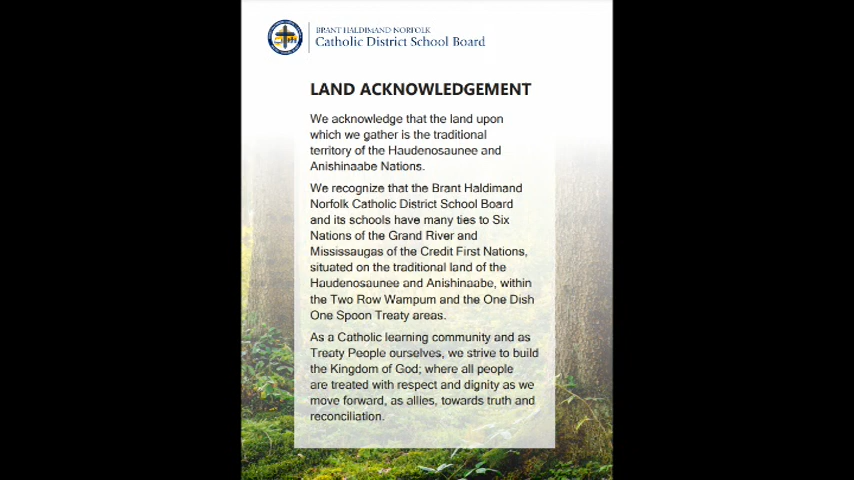 BRANT HALDIMAND NORFOLK
Catholic District School Board
LAND ACKNOWLEDGEMENT
We acknowledge that the land upon
which we gather is the traditional
territory of the Haudenosaunee and
Anishinaabe Nations.
We recognize that the Brant Haldimand
Norfolk Catholic District School Board
and its schools have many ties to Six
Nations of the Grand River and
Mississaugas of the Credit First Nations,
situated on the traditional land of the
Haudenosaunee and Anishinaabe, within
the Two Row Wampum and the One Dish
One Spoon Treaty areas.
As a Catholic learning community and as
Treaty People ourselves, we strive to build
the Kingdom of God; where all people
are treated with respect and dignity as we
move forward, as allies, towards truth and
reconciliation.